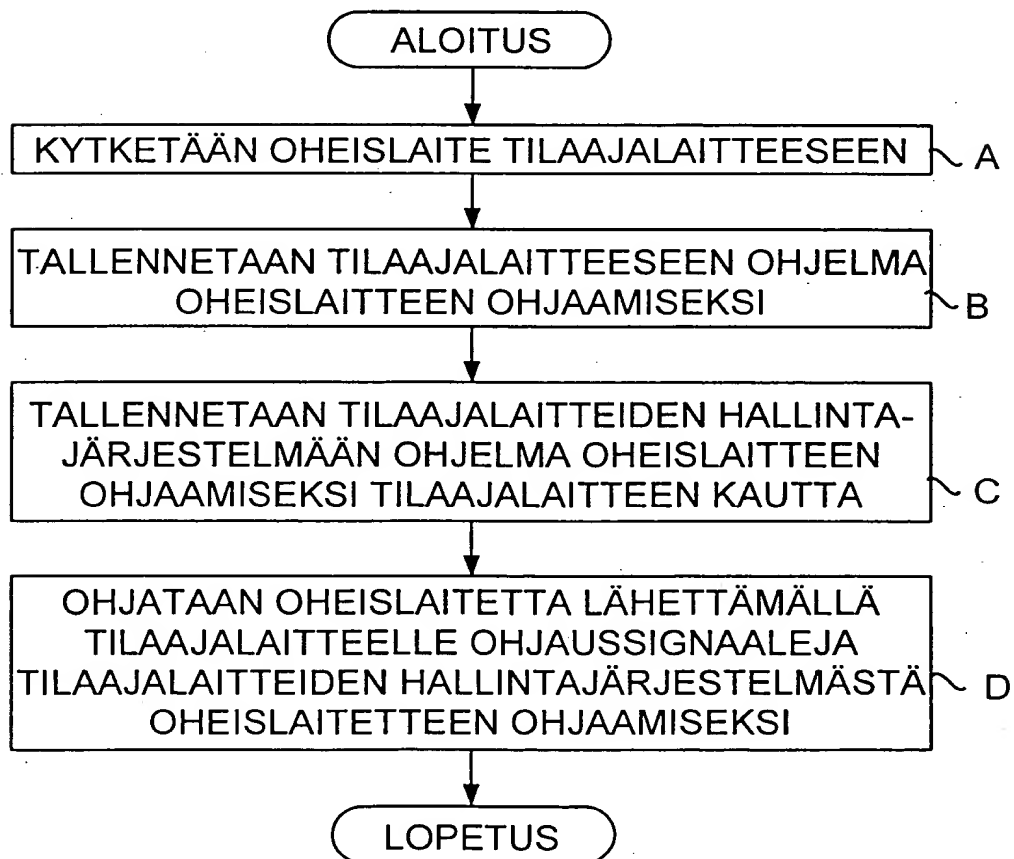 ALOITUS
KYTKETÄÄN OHEISLAITE TILAAJALAITTEESEEN
A
TALLENNETAAN TILAAJALAITTEESEEN OHJELMA
OHEISLAITTEEN OHJAAMISEKSI
B
TALLENNETAAN TILAAJALAITTEIDEN HALLINTA-
JÄRJESTELMÄÄN OHJELMA OHEISLAITTEEN
OHJAAMISEKSI TILAAJALAITTEEN KAUTTA
C
OHJATAAN OHEISLAITETTA LÄHETTÄMÄLLÄ
TILAAJALAITTEELLE OHJAUSSIGNAALEJA
TILAAJALAITTEIDEN HALLINTAJÄRJESTELMÄSTÄ
OHEISLAITETTEEN OHJAAMISEKSI
D
LOPETUS